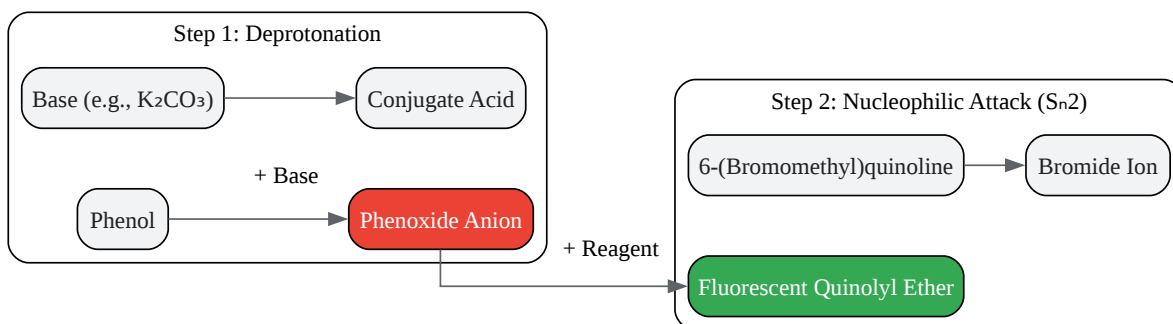 Step 1: Deprotonation
Base (e.g., K₂CO₃)
Conjugate Acid
+ Base
Phenol
Phenoxide Anion
+ Reagent
Step 2: Nucleophilic Attack (Sₙ2)
6-(Bromomethyl)quinoline
Bromide Ion
Fluorescent Quinolyl Ether